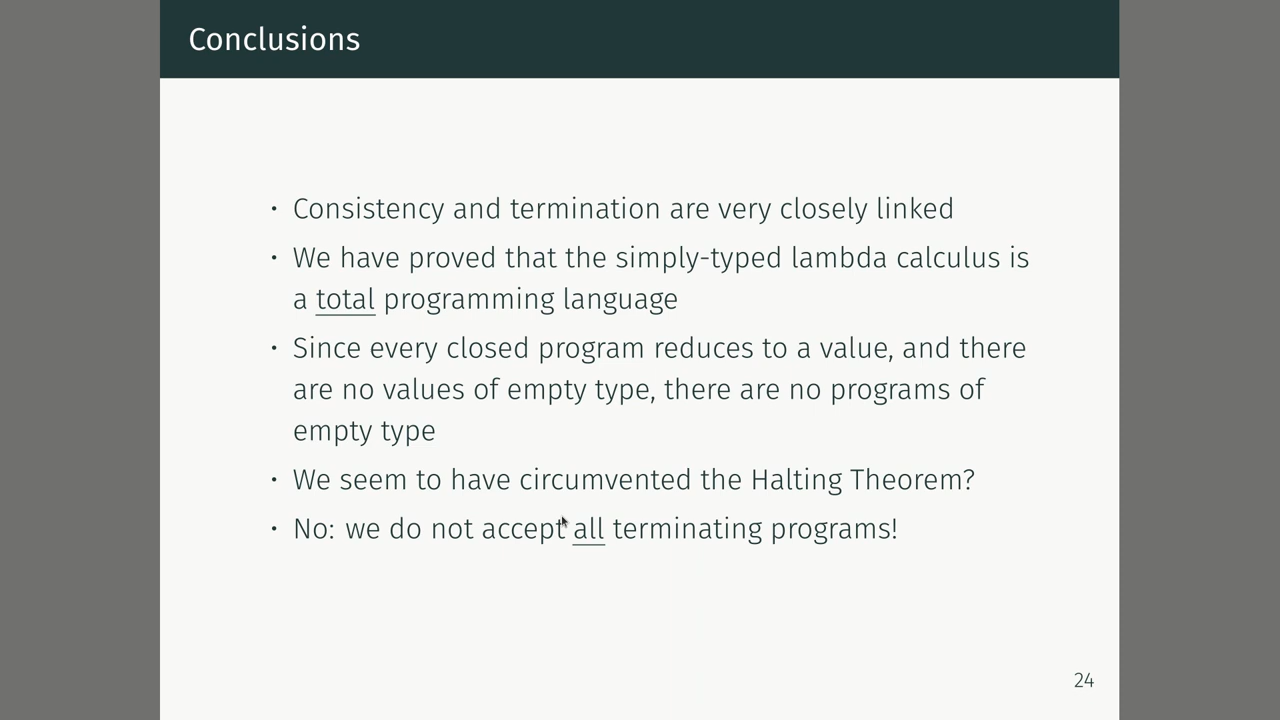 Conclusions
• Consistency and termination are very closely linked
• We have proved that the simply-typed lambda calculus is
a total programming language
• Since every closed program reduces to a value, and there
are no values of empty type, there are no programs of
empty type
• We seem to have circumvented the Halting Theorem?
• No: we do not accept all terminating programs!
24